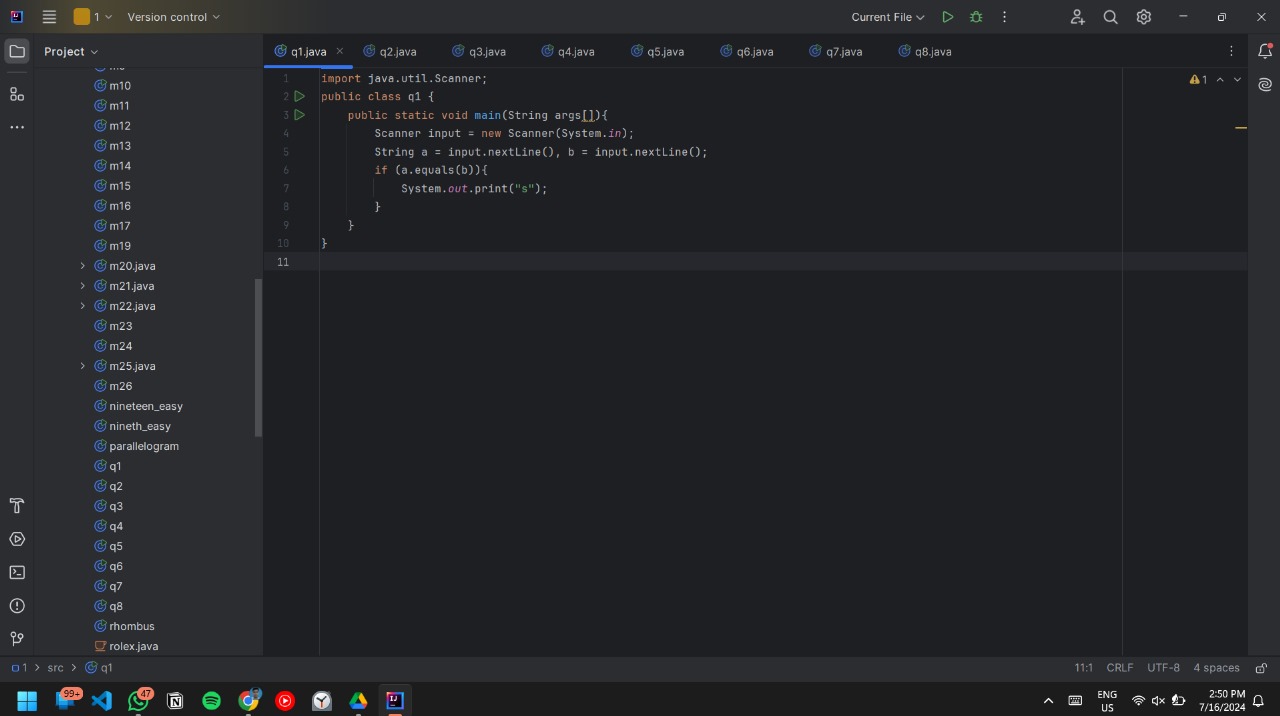 1 Version control Current File
Project q1.java q2.java q3.java q4.java q5.java q6.java q7.java q8.java
m10
m11
m12
m13
m14
m15
m16
m17
m19
m20.java
m21.java
m22.java
m23
m24
m25.java
m26
nineteen_easy
nineth_easy
parallelogram
q1
q2
q3
q4
q5
q6
q7
q8
rhombus
rolex.java
1 import java.util.Scanner; 1
2 public class q1 {
3 public static void main(String args[]){
4 Scanner input = new Scanner(System.in);
5 String a = input.nextLine(), b = input.nextLine();
6 if (a.equals(b)){
7 System.out.print("s");
8 }
9 }
10 }
11
1 > src > q1 11:1 CRLF UTF-8 4 spaces
99+ 47 ENG US 2:50 PM 7/16/2024